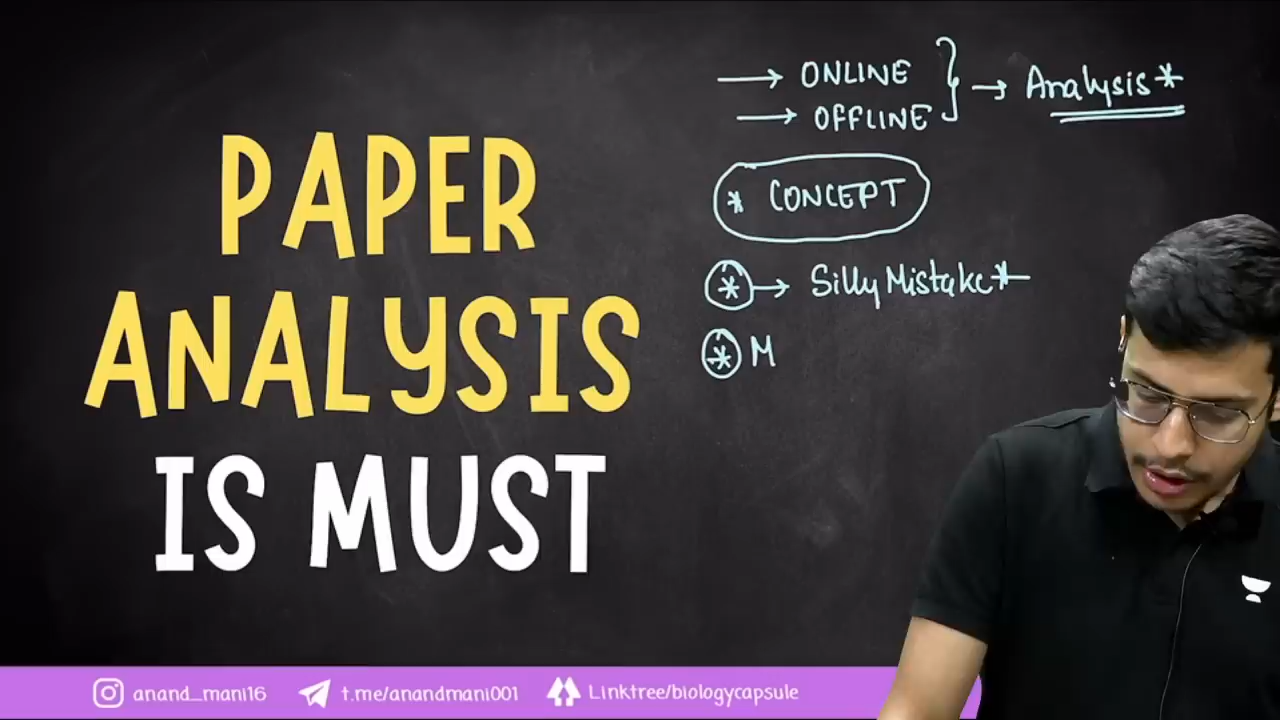 PAPER
ANALYSIS
IS MUST
→ ONLINE
→ OFFLINE
→ Analysis*
* CONCEPT
* → Silly Mistake*
* M
anand_mani16
t.me/anandmani001
Linktree/biologycapsule